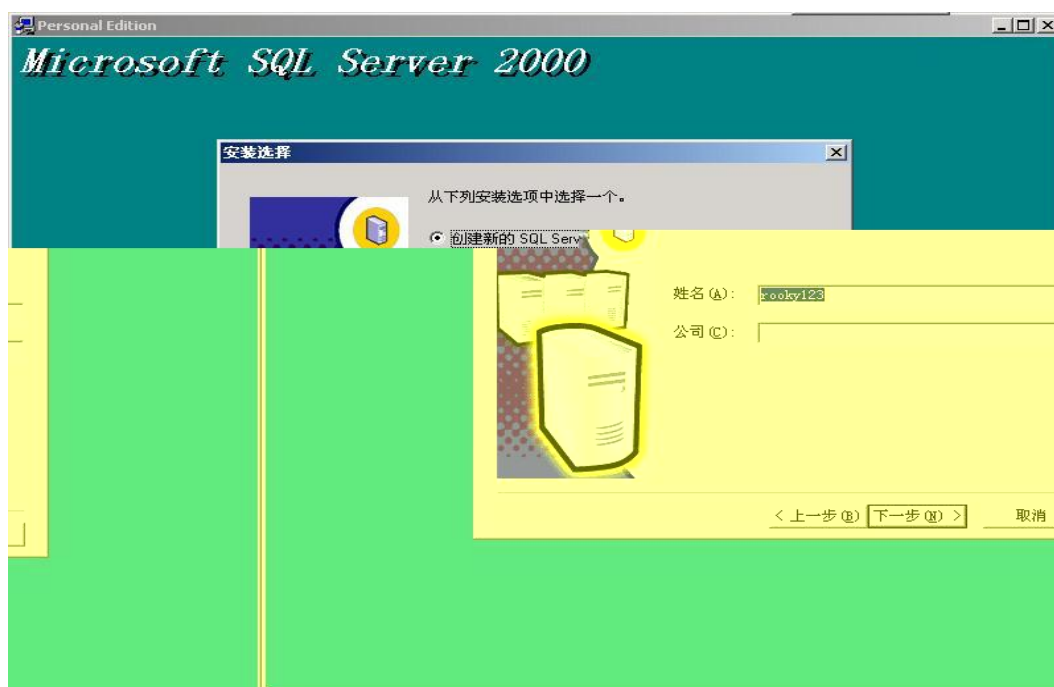 Personal Edition
Microsoft SQL Server 2000
安装选择
从下列安装选项中选择一个。
创建新的 SQL Serv
姓名(A):
rooky123
公司(C):
< 上一步(B)
下一步(N) >
取消